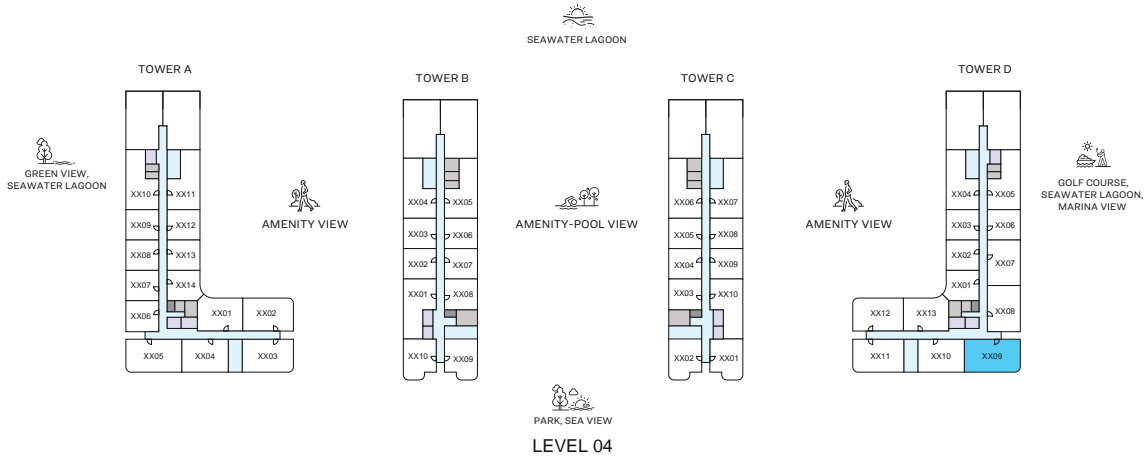 SEAWATER LAGOON
TOWER A
TOWER B
TOWER C
TOWER D
GREEN VIEW,
SEAWATER LAGOON
AMENITY VIEW
AMENITY-POOL VIEW
AMENITY VIEW
GOLF COURSE,
SEAWATER LAGOON,
MARINA VIEW
XX10 XX11
XX09 XX12
XX08 XX13
XX07 XX14
XX06 XX01 XX02
XX05 XX04 XX03
XX04 XX05
XX03 XX06
XX02 XX07
XX01 XX08
XX10 XX09
XX06 XX07
XX05 XX08
XX04 XX09
XX03 XX10
XX02 XX01
XX04 XX05
XX03 XX06
XX02 XX07
XX01
XX12 XX13 XX08
XX11 XX10 XX09
PARK, SEA VIEW
LEVEL 04